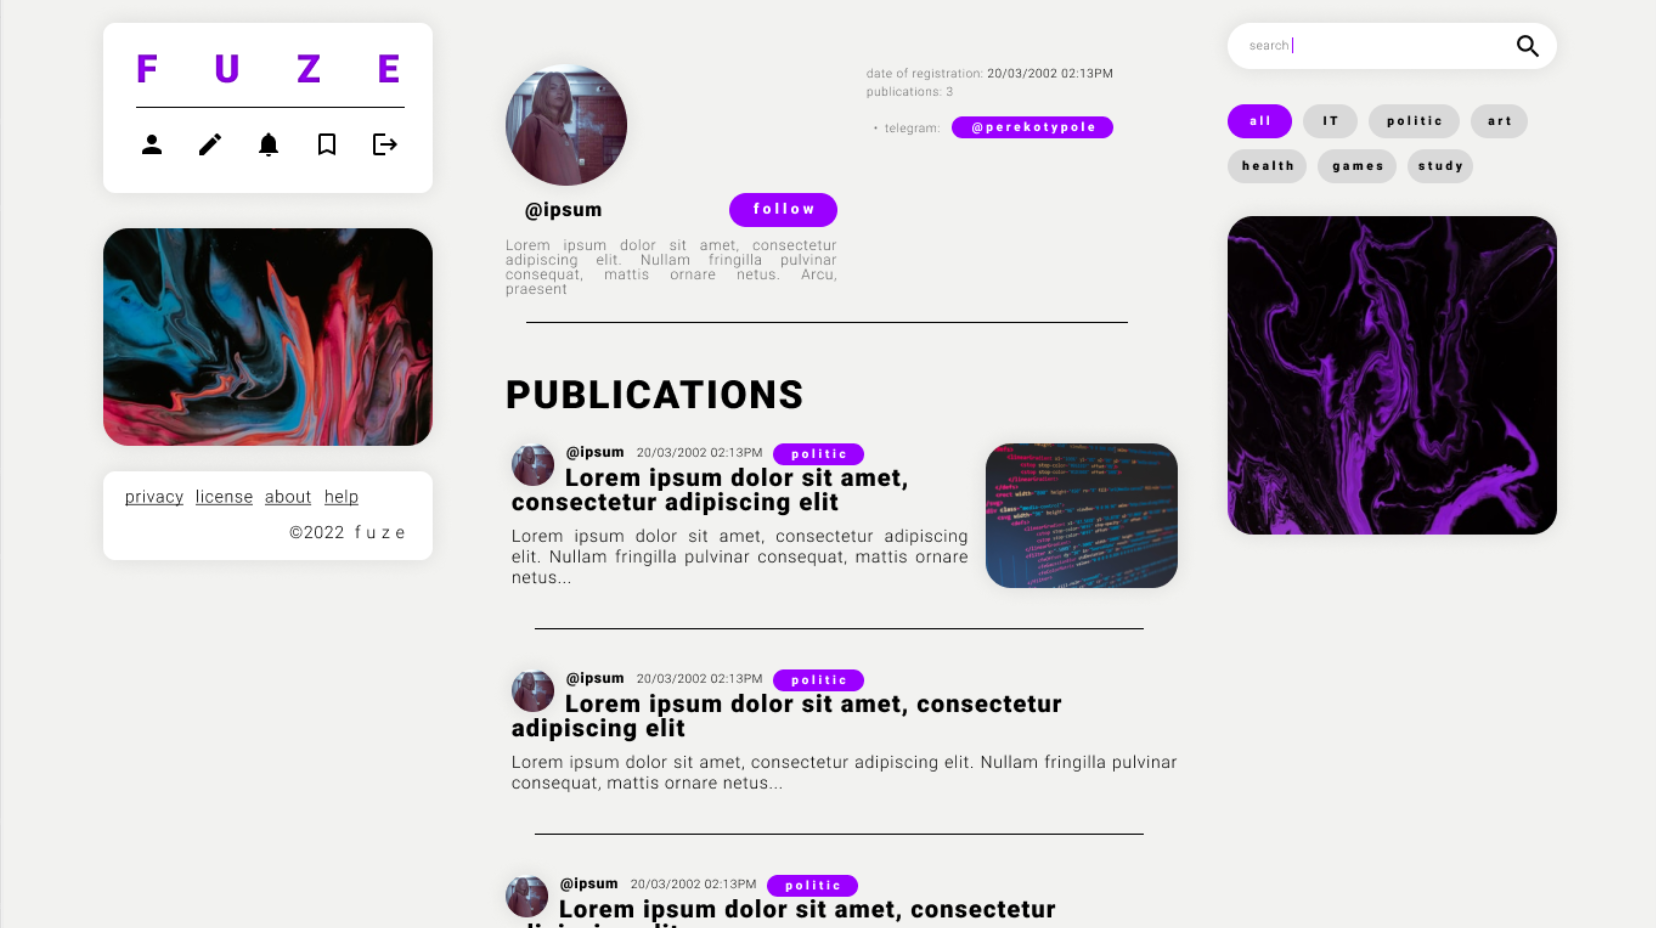 F U Z E
privacy license about help
©2022 fuze
@ipsum
follow
Lorem ipsum dolor sit amet, consectetur
adipiscing elit. Nullam fringilla pulvinar
consequat, mattis ornare netus. Arcu,
praesent
date of registration: 20/03/2002 02:13PM
publications: 3
• telegram: @perekotypole
PUBLICATIONS
@ipsum 20/03/2002 02:13PM politic
Lorem ipsum dolor sit amet,
consectetur adipiscing elit
Lorem ipsum dolor sit amet, consectetur adipiscing
elit. Nullam fringilla pulvinar consequat, mattis ornare
netus...
@ipsum 20/03/2002 02:13PM politic
Lorem ipsum dolor sit amet, consectetur
adipiscing elit
Lorem ipsum dolor sit amet, consectetur adipiscing elit. Nullam fringilla pulvinar
consequat, mattis ornare netus...
@ipsum 20/03/2002 02:13PM politic
Lorem ipsum dolor sit amet, consectetur
search
all IT politic art
health games study